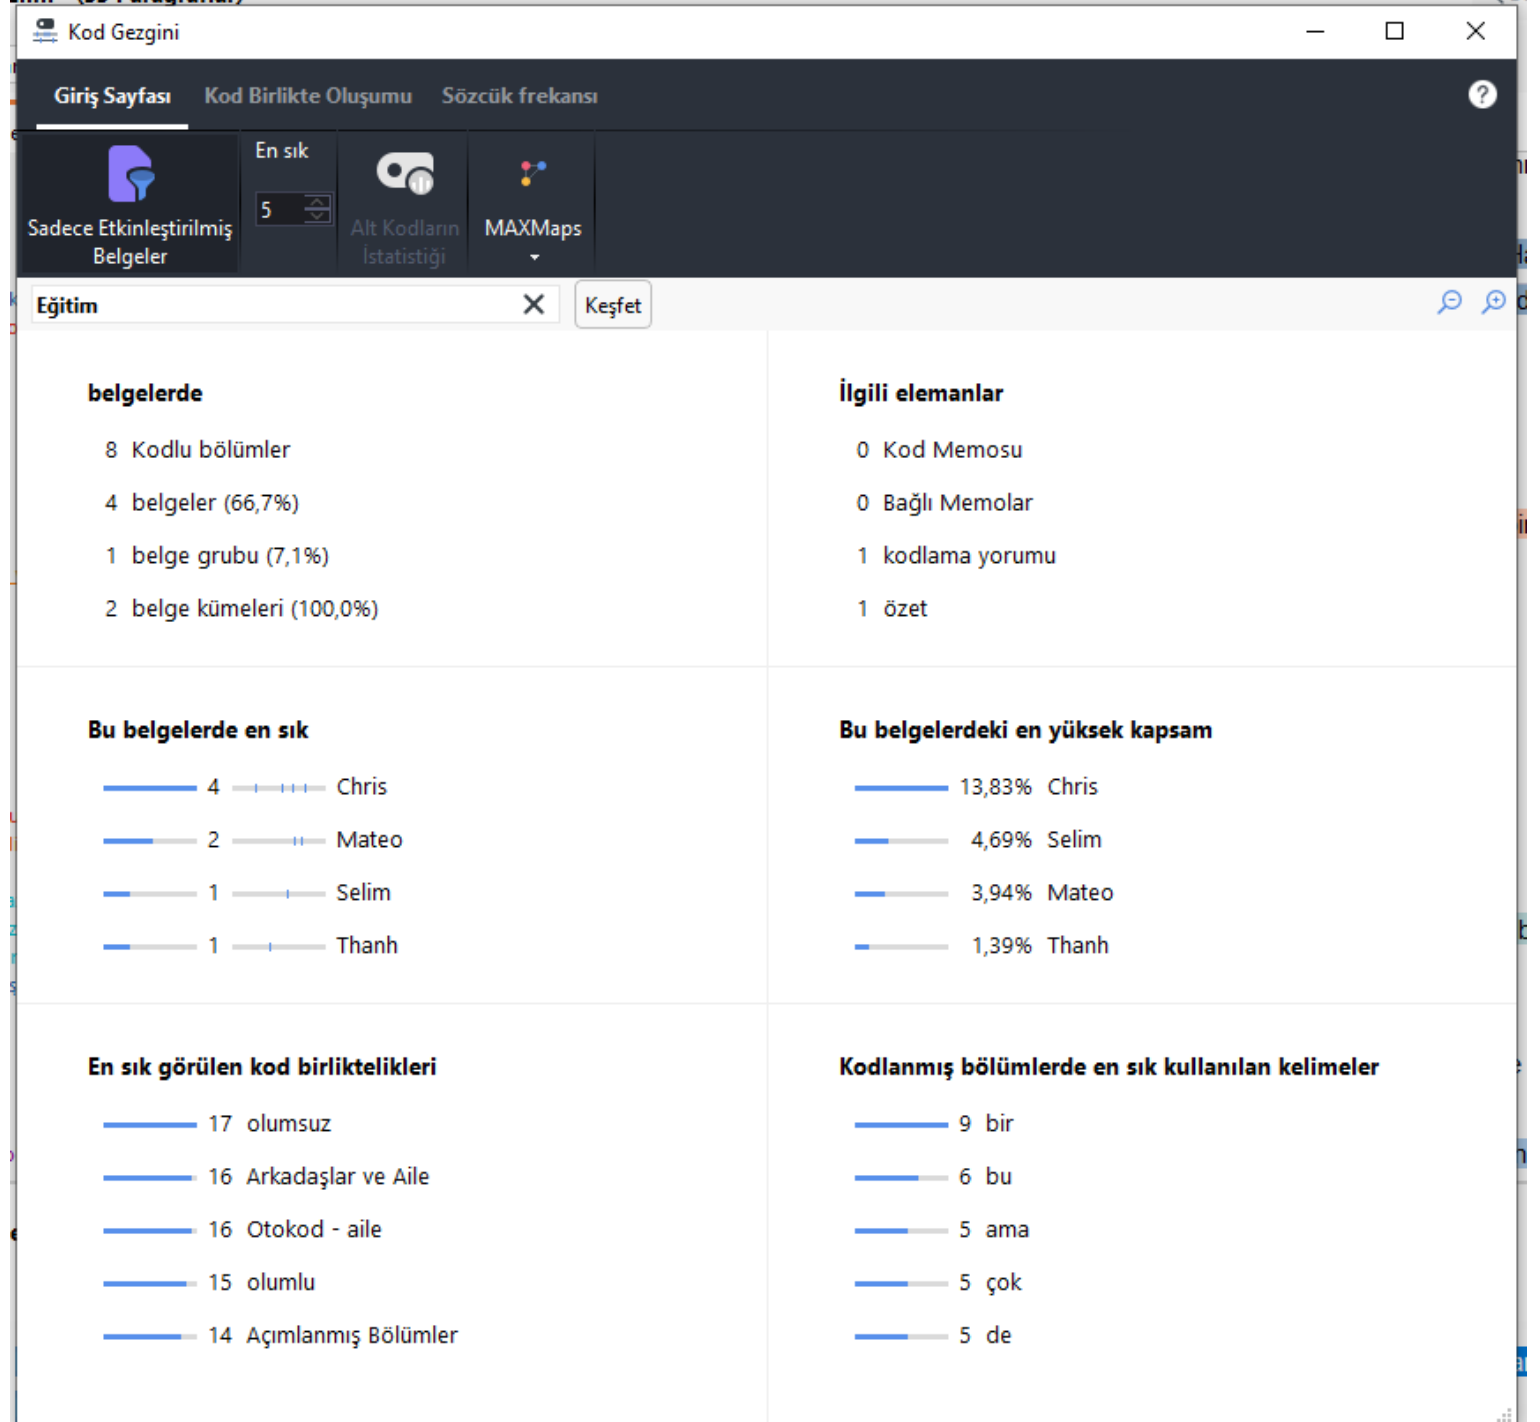 Kod Gezgini
Giriş Sayfası Kod Birlikte Oluşumu Sözcük frekansı
Sadece Etkinleştirilmiş
Belgeler
En sık
5
Alt Kodların
İstatistiği
MAXMaps
Eğitim
Keşfet
belgelerde
8 Kodlu bölümler
4 belgeler (66,7%)
1 belge grubu (7,1%)
2 belge kümeleri (100,0%)
İlgili elemanlar
0 Kod Memosu
0 Bağlı Memolar
1 kodlama yorumu
1 özet
Bu belgelerde en sık
4 Chris
2 Mateo
1 Selim
1 Thanh
Bu belgelerdeki en yüksek kapsam
13,83% Chris
4,69% Selim
3,94% Mateo
1,39% Thanh
En sık görülen kod birliktelikleri
17 olumsuz
16 Arkadaşlar ve Aile
16 Otokod - aile
15 olumlu
14 Açımlanmış Bölümler
Kodlanmış bölümlerde en sık kullanılan kelimeler
9 bir
6 bu
5 ama
5 çok
5 de